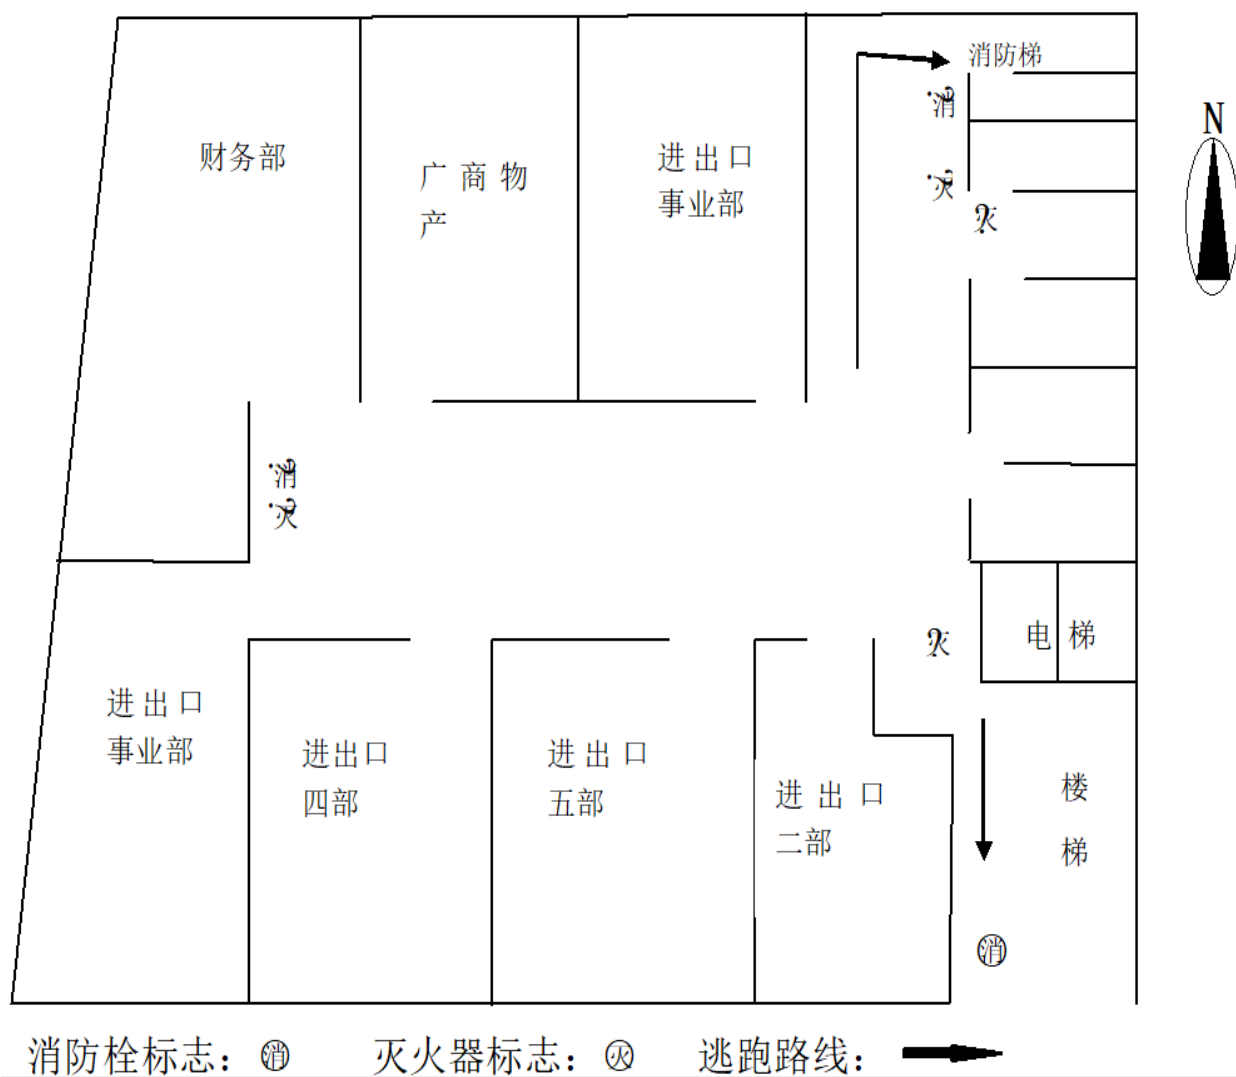 消防梯
消
N
财务部
进出口
事业部
广商物
产
灭
灭
消
灭
灭
电梯
进出口
事业部
进出口
四部
进出口
五部
进出口
二部
楼
梯
消
消防栓标志：消 灭火器标志：灭 逃跑路线：